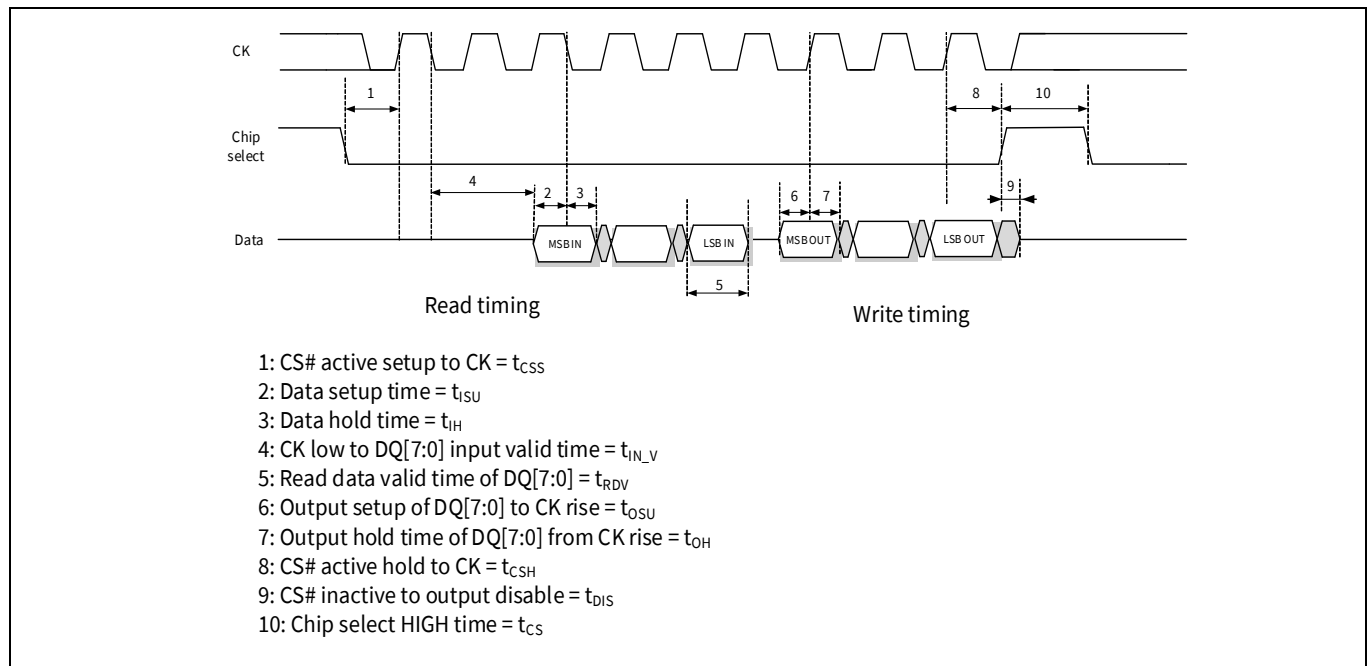 CK
1
8
10
Chip
select
4
2
3
6
7
9
Data
MSB IN
LSB IN
MSB OUT
LSB OUT
5
Read timing
Write timing
1: CS# active setup to CK = tCSS
2: Data setup time = tISU
3: Data hold time = tIH
4: CK low to DQ[7:0] input valid time = tIN_V
5: Read data valid time of DQ[7:0] = tRDV
6: Output setup of DQ[7:0] to CK rise = tOSU
7: Output hold time of DQ[7:0] from CK rise = tOH
8: CS# active hold to CK = tCSH
9: CS# inactive to output disable = tDIS
10: Chip select HIGH time = tCS